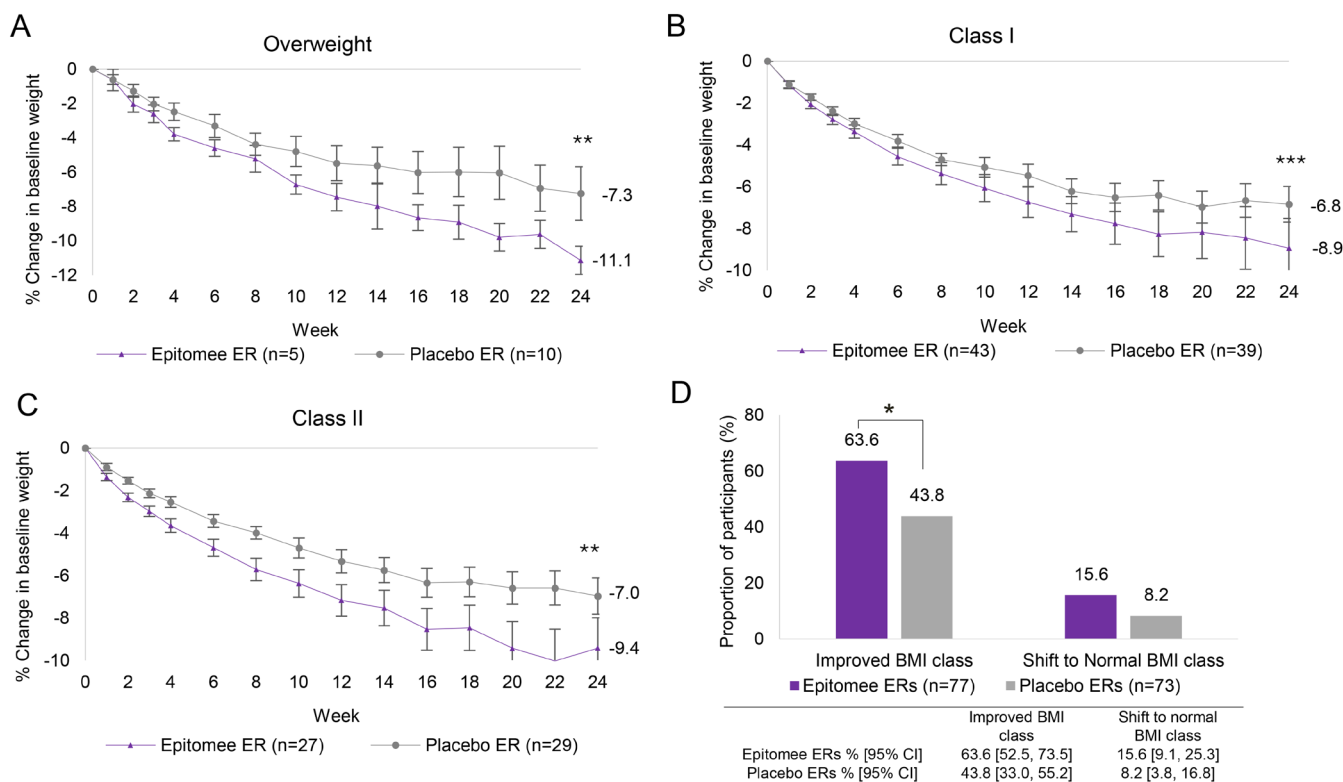 A
Overweight
% Change in baseline weight
0
-2
-4
-6
-8
-10
-12
**
-7.3
-11.1
0 2 4 6 8 10 12 14 16 18 20 22 24
Week
Epitomee ER (n=5) Placebo ER (n=10)
B
Class I
% Change in baseline weight
0
-2
-4
-6
-8
-10
***
-6.8
-8.9
0 2 4 6 8 10 12 14 16 18 20 22 24
Week
Epitomee ER (n=43) Placebo ER (n=39)
C
Class II
% Change in baseline weight
0
-2
-4
-6
-8
-10
**
-7.0
-9.4
0 2 4 6 8 10 12 14 16 18 20 22 24
Week
Epitomee ER (n=27) Placebo ER (n=29)
D
Proportion of participants (%)
80
60
40
20
0
*
63.6
43.8
15.6
8.2
Improved BMI class Shift to Normal BMI class
Epitomee ERs (n=77) Placebo ERs (n=73)
Improved BMI Shift to normal
class BMI class
Epitomee ERs % [95% CI] 63.6 [52.5, 73.5] 15.6 [9.1, 25.3]
Placebo ERs % [95% CI] 43.8 [33.0, 55.2] 8.2 [3.8, 16.8]